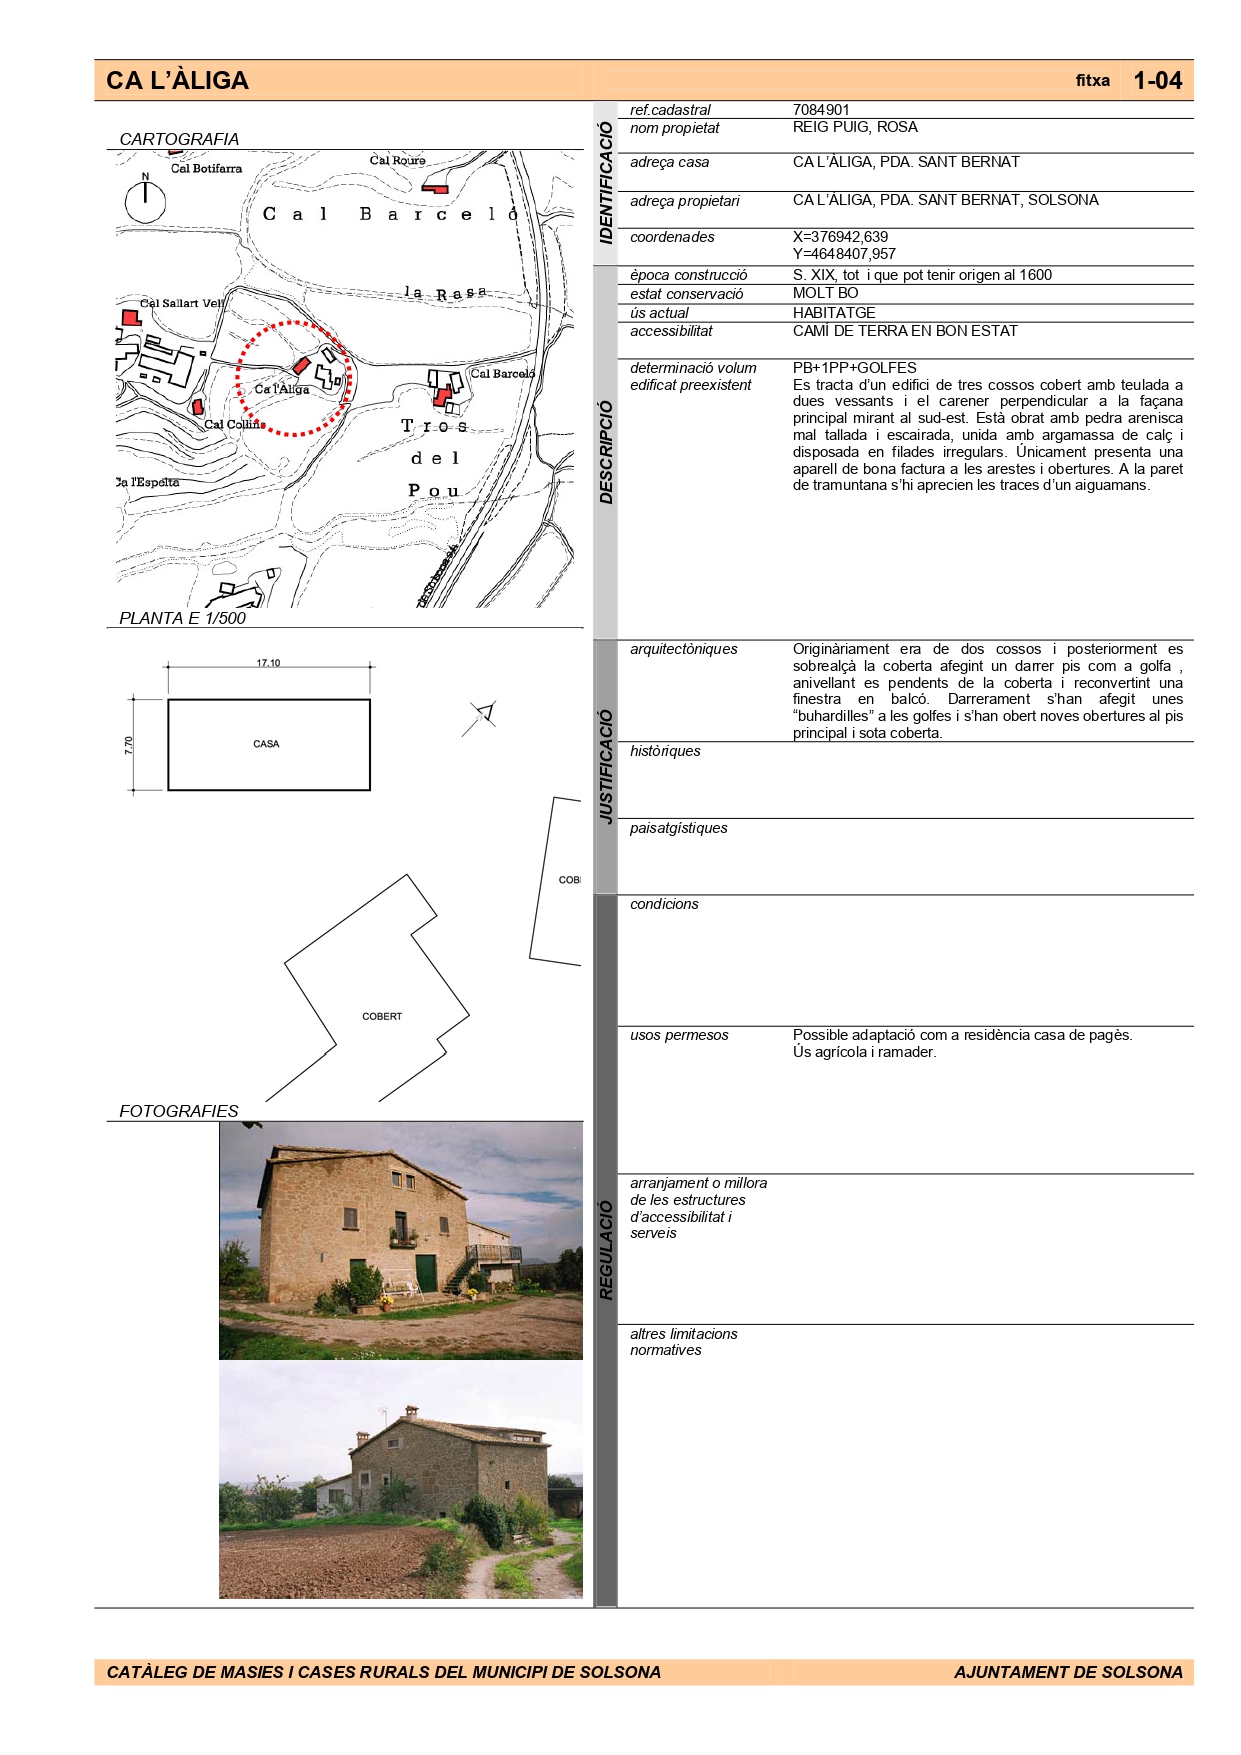 CA L’ÀLIGA
fitxa 1-04
CARTOGRAFIA
N
Cal Botifarra
Cal Roure
Cal Barceló
la Rasa
Cal Sallart Vell
Ca l'Àliga
Cal Barceló
Cal Collins
Tros
del
Pou
Ca l'Espelta
PLANTA E 1/500
17.10
7.70
CASA
COBERT
FOTOGRAFIES
IDENTIFICACIÓ
ref.cadastral 7084901
nom propietat REIG PUIG, ROSA
adreça casa CA L’ÀLIGA, PDA. SANT BERNAT
adreça propietari CA L’ÀLIGA, PDA. SANT BERNAT, SOLSONA
coordenades X=376942,639
Y=4648407,957
DESCRIPCIÓ
època construcció S. XIX, tot i que pot tenir origen al 1600
estat conservació MOLT BO
ús actual HABITATGE
accessibilitat CAMÍ DE TERRA EN BON ESTAT
determinació volum PB+1PP+GOLFES
edificat preexistent Es tracta d’un edifici de tres cossos cobert amb teulada a
dues vessants i el carener perpendicular a la façana
principal mirant al sud-est. Està obrat amb pedra arenisca
mal tallada i escairada, unida amb argamassa de calç i
disposada en filades irregulars. Únicament presenta una
aparell de bona factura a les arestes i obertures. A la paret
de tramuntana s’hi aprecien les traces d’un aiguamans.
JUSTIFICACIÓ
arquitectòniques Originàriament era de dos cossos i posteriorment es
sobrealçà la coberta afegint un darrer pis com a golfa ,
anivellant es pendents de la coberta i reconvertint una
finestra en balcó. Darrerament s’han afegit unes
“buhardilles” a les golfes i s’han obert noves obertures al pis
principal i sota coberta.
històriques
paisatgístiques
REGULACIÓ
condicions
usos permesos Possible adaptació com a residència casa de pagès.
Ús agrícola i ramader.
arranjament o millora
de les estructures
d’accessibilitat i
serveis
altres limitacions
normatives
CATÀLEG DE MASIES I CASES RURALS DEL MUNICIPI DE SOLSONA
AJUNTAMENT DE SOLSONA